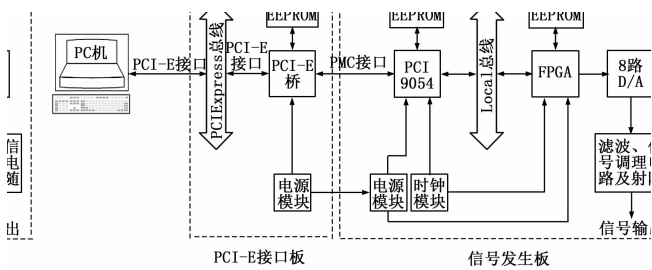 EEPROM
EEPROM
EEPROM
PC机
PCI-E接口
PCIExpress总线
PCI-E
接口
PCI-E
桥
PMC接口
PCI
9054
Local总线
FPGA
8路
D/A
信
电
随
电源
模块
电源
模块
时钟
模块
滤波、
号调理
路及射
出
信号输
PCI-E接口板
信号发生板